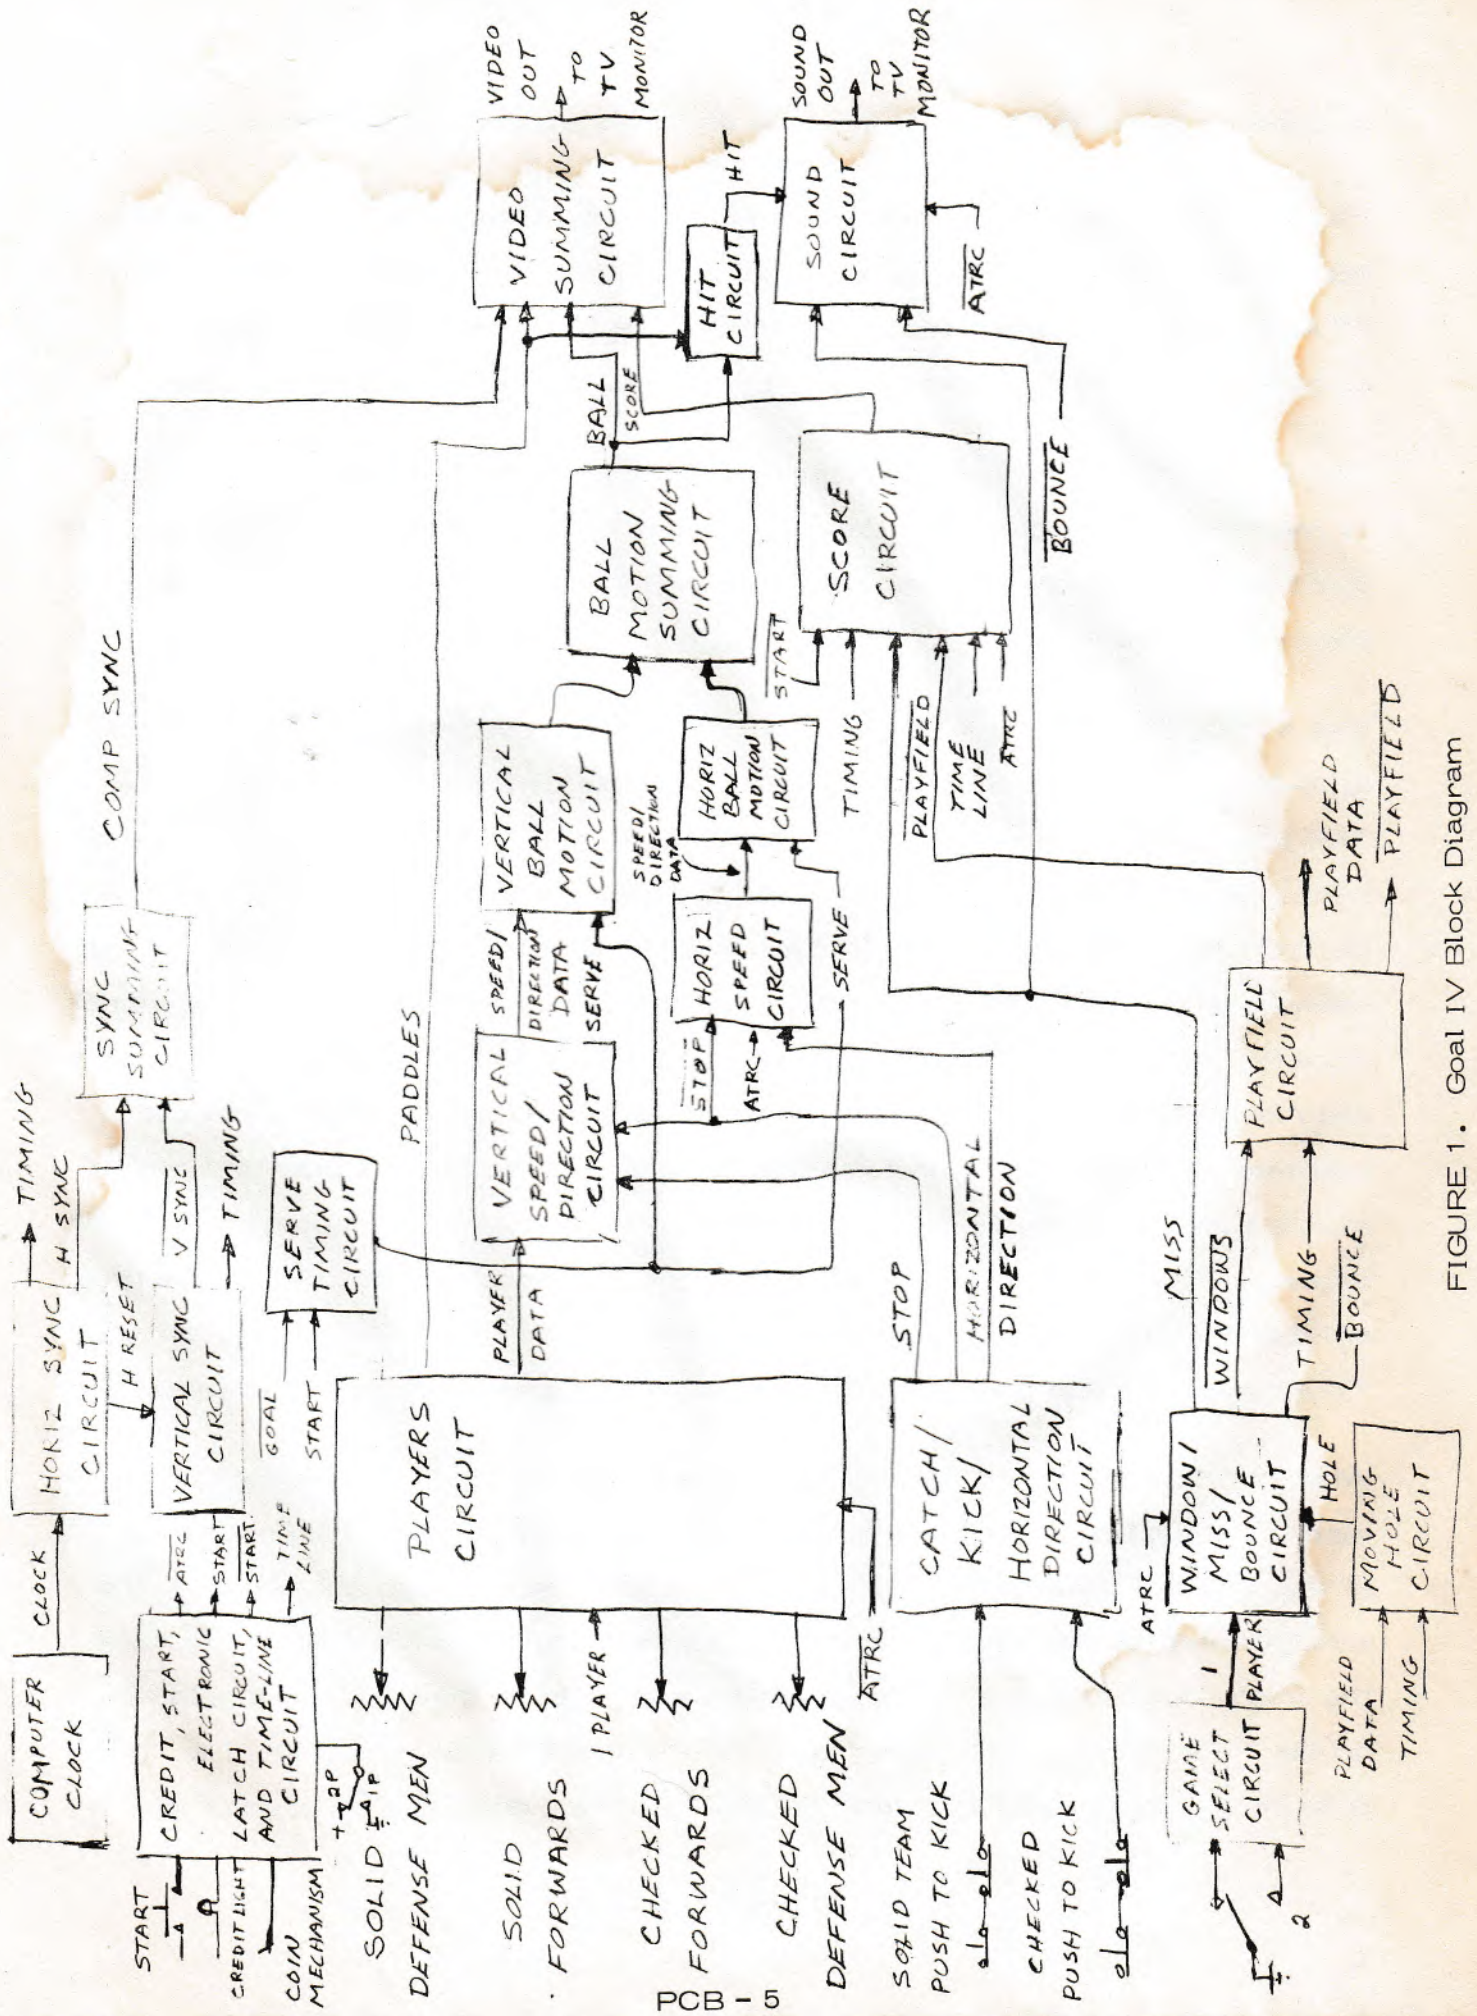 COMPUTER
CLOCK
CLOCK
HORIZ SYNC
CIRCUIT
TIMING
H SYNC
H RESET
VERTICAL SYNC
CIRCUIT
V SYNC
TIMING
SYNC
SUMMING
CIRCUIT
COMP SYNC
START
CREDIT LIGHT
COIN
MECHANISM
CREDIT, START,
ELECTRONIC
LATCH CIRCUIT,
AND TIME-LINE
CIRCUIT
ATRC
START
START
TIME
LINE
+
2P
1P
GOAL
START
SERVE
TIMING
CIRCUIT
SOLID
DEFENSE MEN
SOLID
FORWARDS
1 PLAYER
CHECKED
FORWARDS
CHECKED
DEFENSE MEN
ATRC
PLAYERS
CIRCUIT
PADDLES
PLAYER
DATA
VERTICAL
SPEED/
DIRECTION
CIRCUIT
SPEED/
DIRECTION
DATA
SERVE
VERTICAL
BALL
MOTION
CIRCUIT
STOP
ATRC
HORIZ
SPEED
CIRCUIT
SPEED/
DIRECTION
DATA
HORIZ
BALL
MOTION
CIRCUIT
SERVE
BALL
MOTION
SUMMING
CIRCUIT
BALL
SCORE
VIDEO
SUMMING
CIRCUIT
VIDEO
OUT
TO
TV
MONITOR
HIT
CIRCUIT
HIT
SOUND
CIRCUIT
SOUND
OUT
TO
TV
MONITOR
ATRC
BOUNCE
START
TIMING
PLAYFIELD
TIME
LINE
ATRC
SCORE
CIRCUIT
SOLID TEAM
PUSH TO KICK
CHECKED
PUSH TO KICK
CATCH/
KICK/
HORIZONTAL
DIRECTION
CIRCUIT
STOP
HORIZONTAL
DIRECTION
1
2
GAME
SELECT
CIRCUIT
1
PLAYER
ATRC
WINDOW/
MISS/
BOUNCE
CIRCUIT
MISS
WINDOWS
TIMING
BOUNCE
HOLE
PLAYFIELD
DATA
TIMING
MOVING
HOLE
CIRCUIT
PLAYFIELD
CIRCUIT
PLAYFIELD
DATA
PLAYFIELD
FIGURE 1. Goal IV Block Diagram
PCB - 5